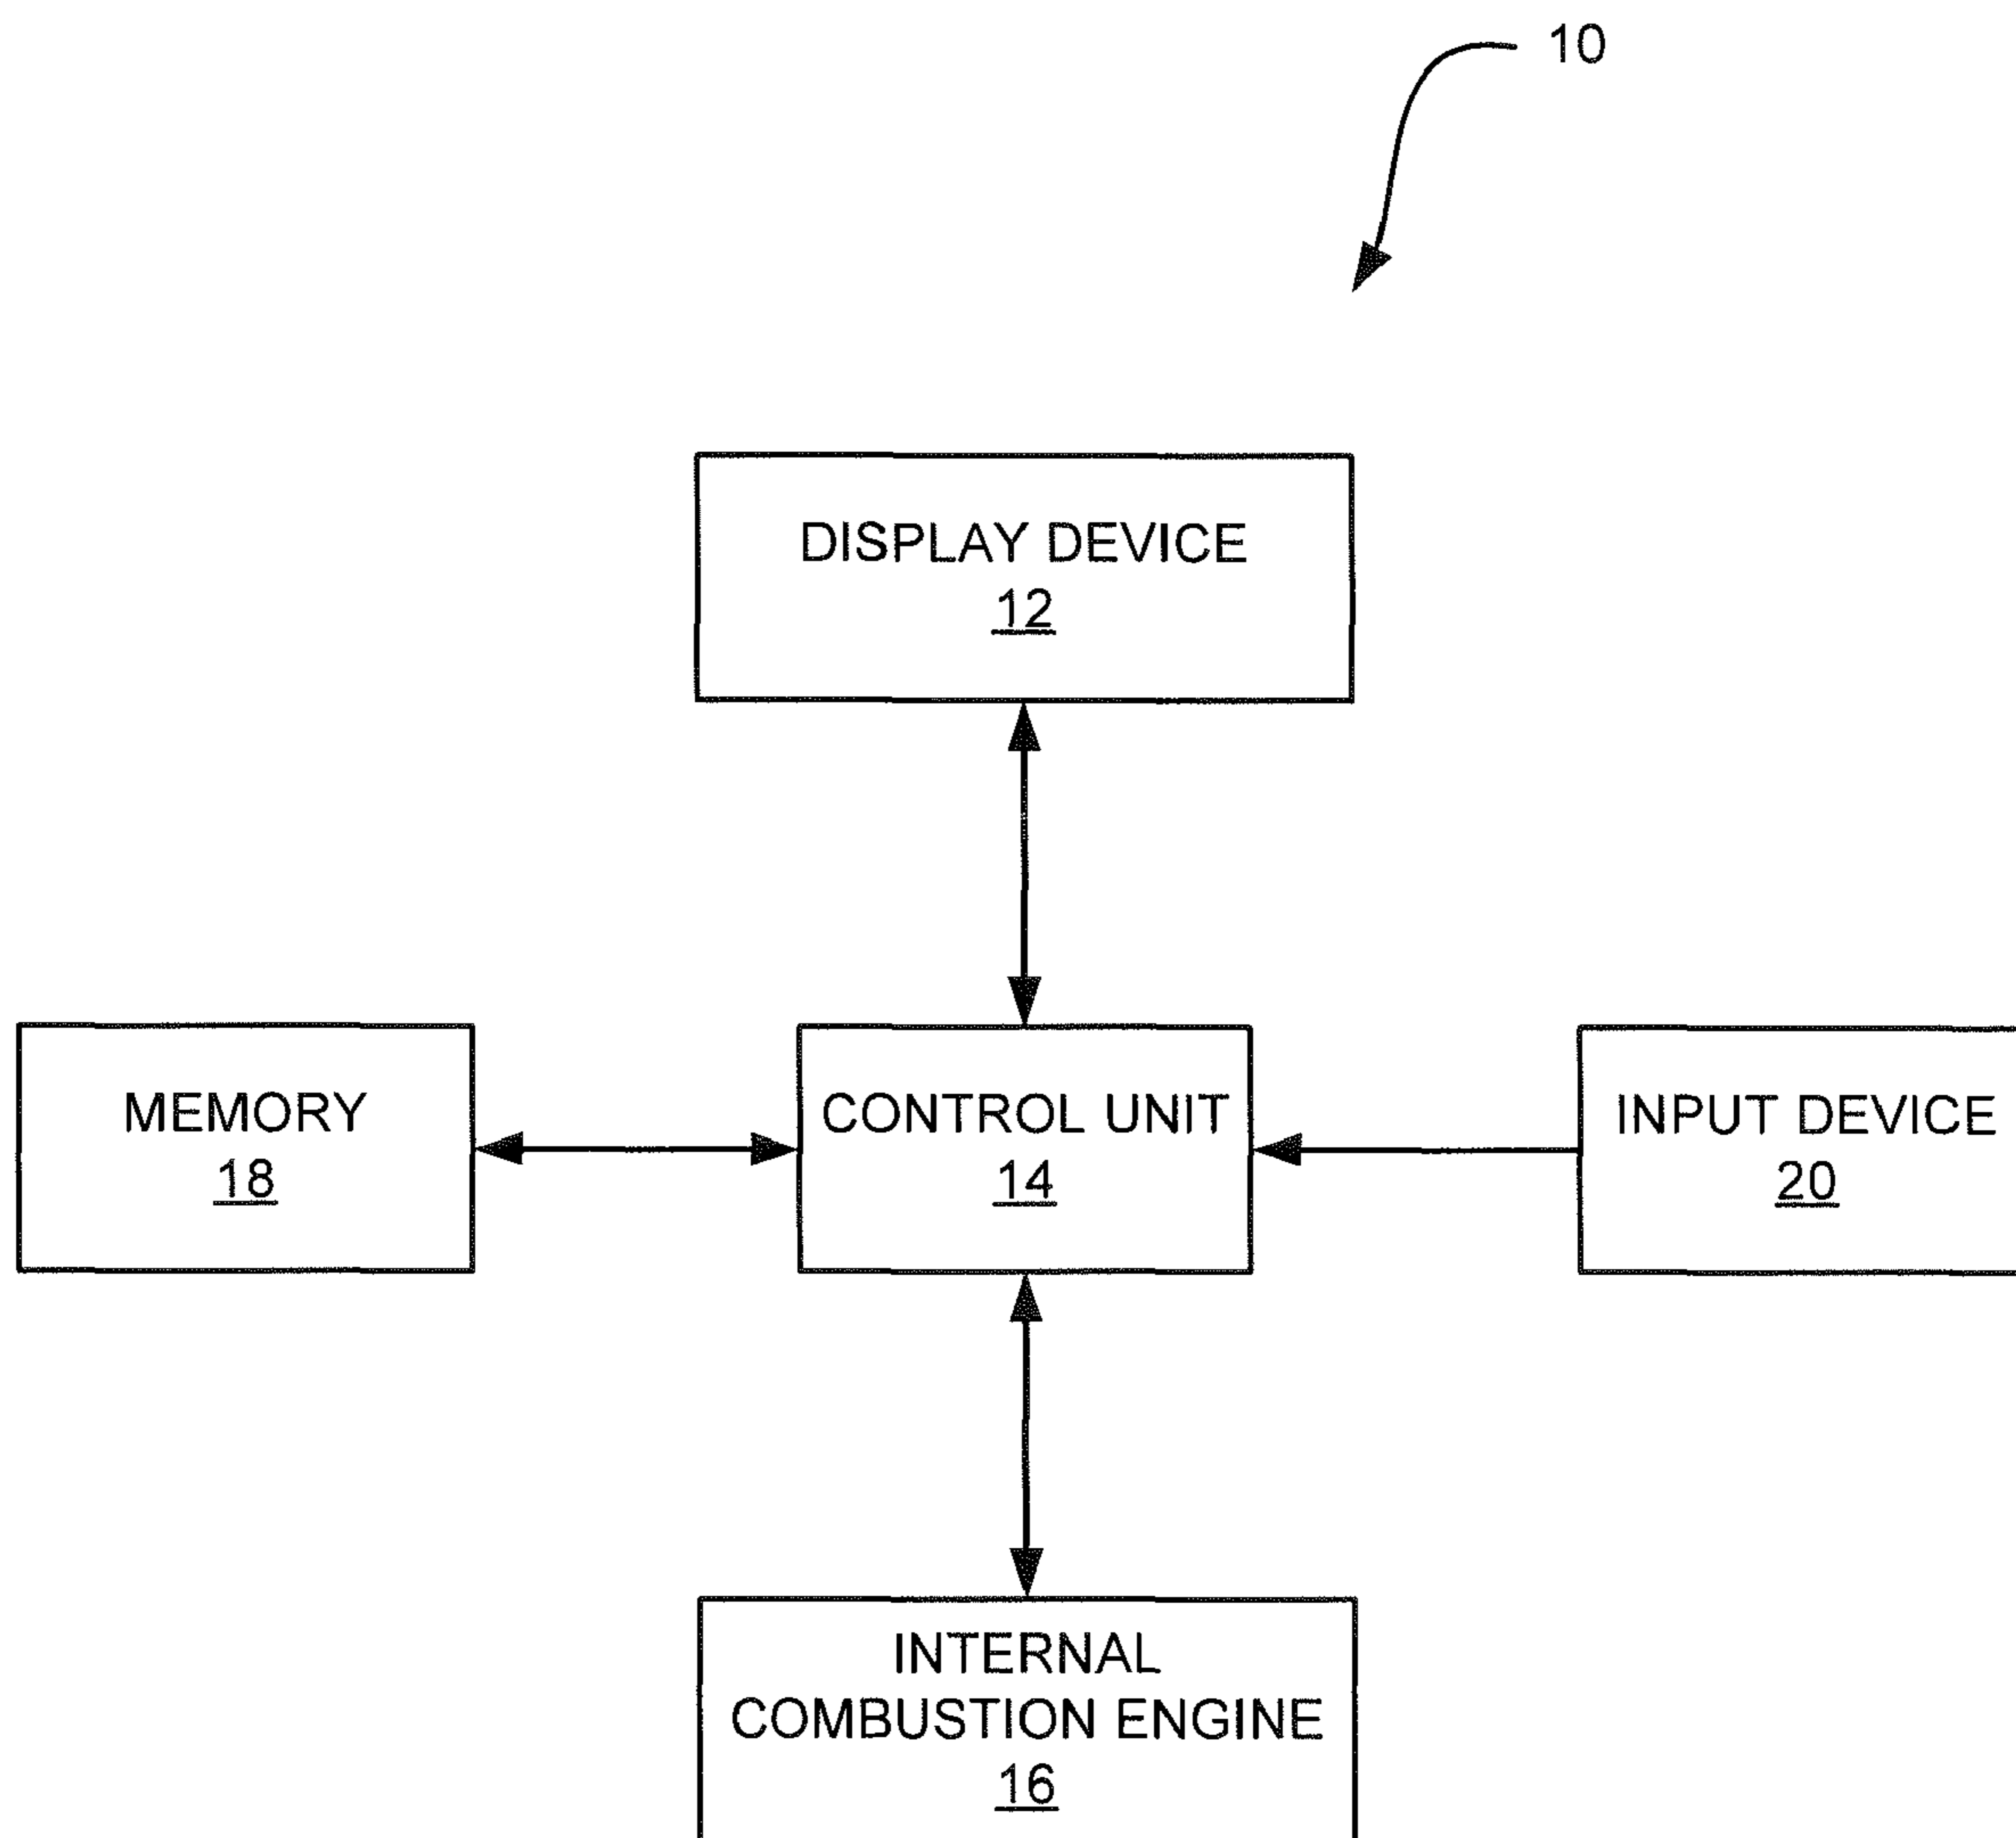 10
DISPLAY DEVICE
12
MEMORY
18
CONTROL UNIT
14
INPUT DEVICE
20
INTERNAL
COMBUSTION ENGINE
16